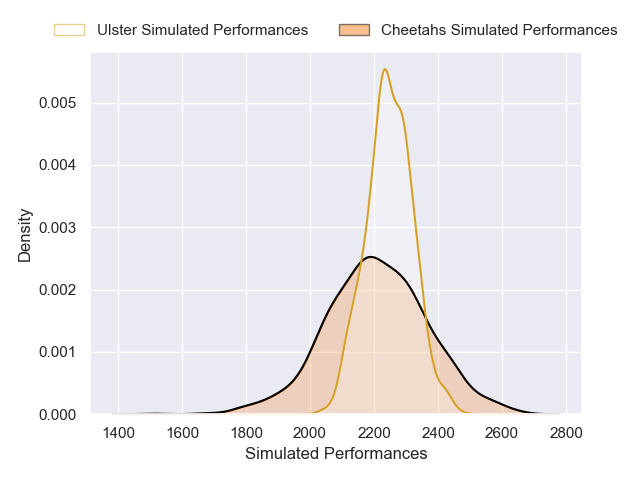 Ulster Simulated Performances
Cheetahs Simulated Performances
0.005
0.004
0.003
0.002
0.001
0.000
Density
1400 1600 1800 2000 2200 2400 2600 2800
Simulated Performances